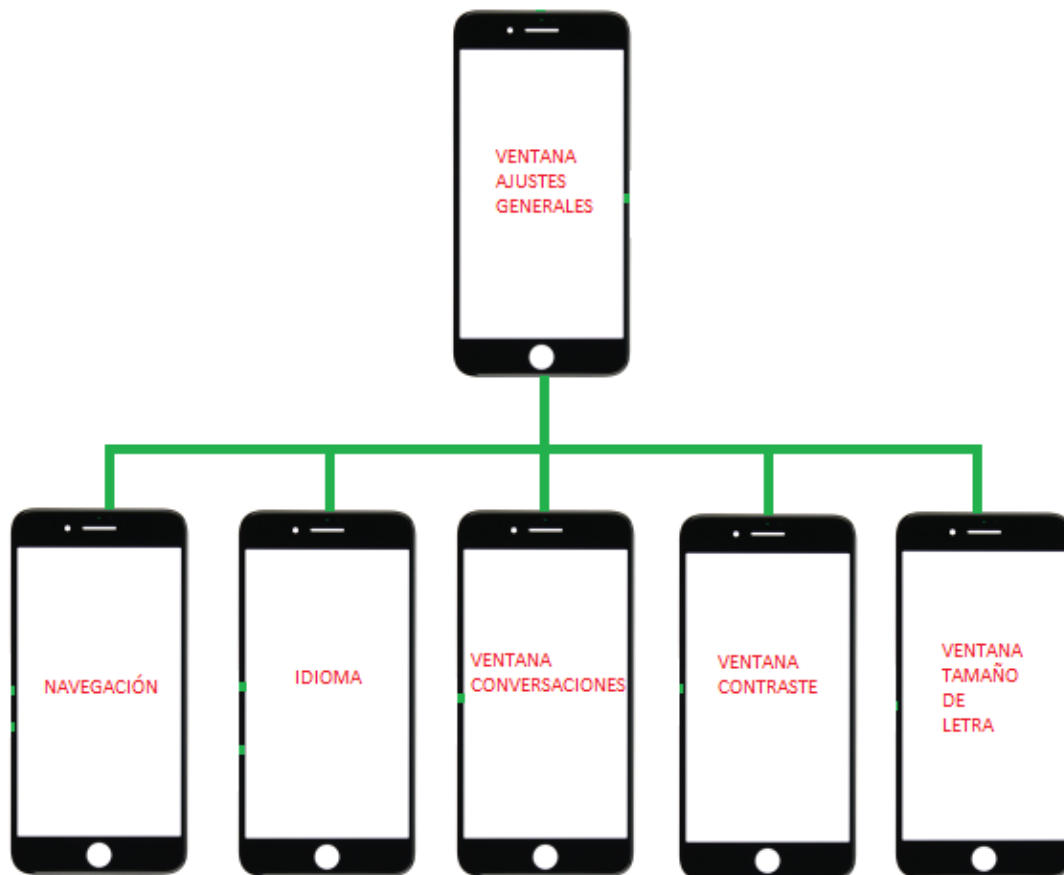 VENTANA
AJUSTES
GENERALES
NAVEGACIÓN
IDIOMA
VENTANA
CONVERSACIONES
VENTANA
CONTRASTE
VENTANA
TAMAÑO
DE
LETRA